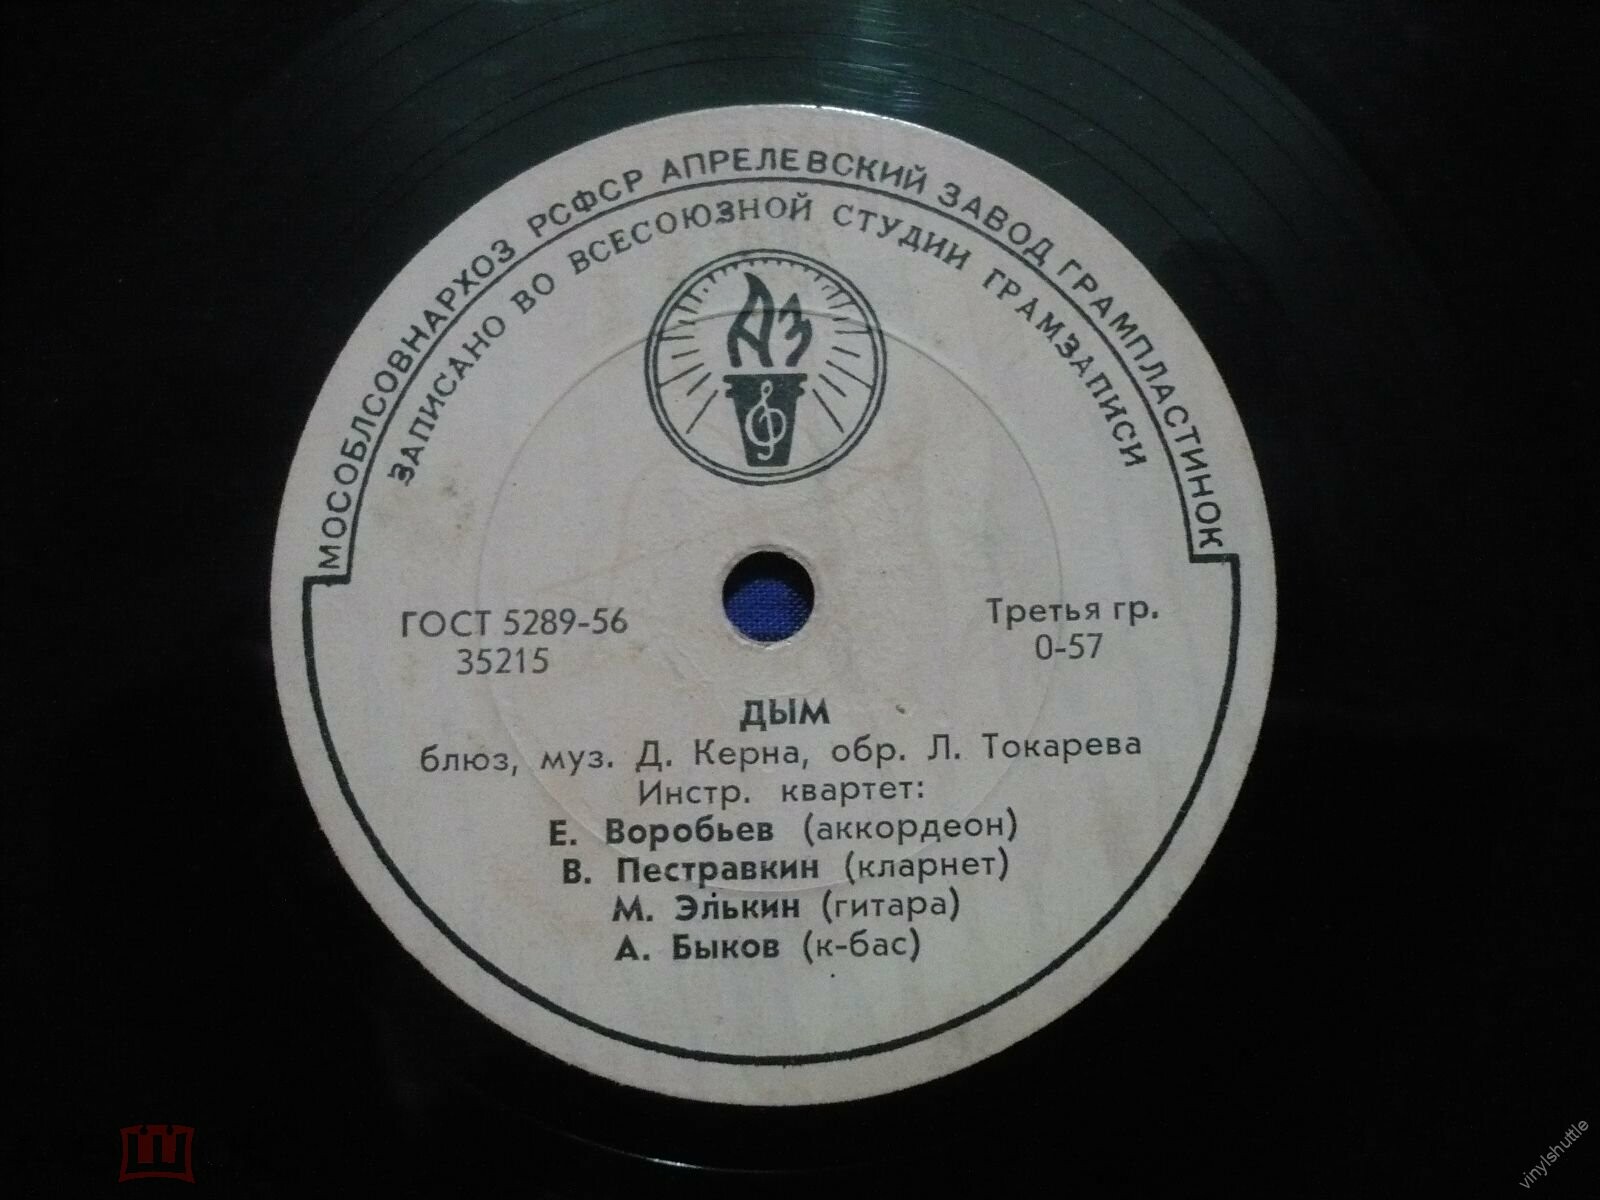 МОСОБЛСОВНАРХОЗ РСФСР АПРЕЛЕВСКИЙ ЗАВОД ГРАМПЛАСТИНОК
ЗАПИСАНО ВО ВСЕСОЮЗНОЙ СТУДИИ ГРАМЗАПИСИ
АЗ
ГОСТ 5289-56
35215
Третья гр.
0-57
ДЫМ
блюз, муз. Д. Керна, обр. Л. Токарева
Инстр. квартет:
Е. Воробьев (аккордеон)
В. Пестравкин (кларнет)
М. Элькин (гитара)
А. Быков (к-бас)
vinylshuttle